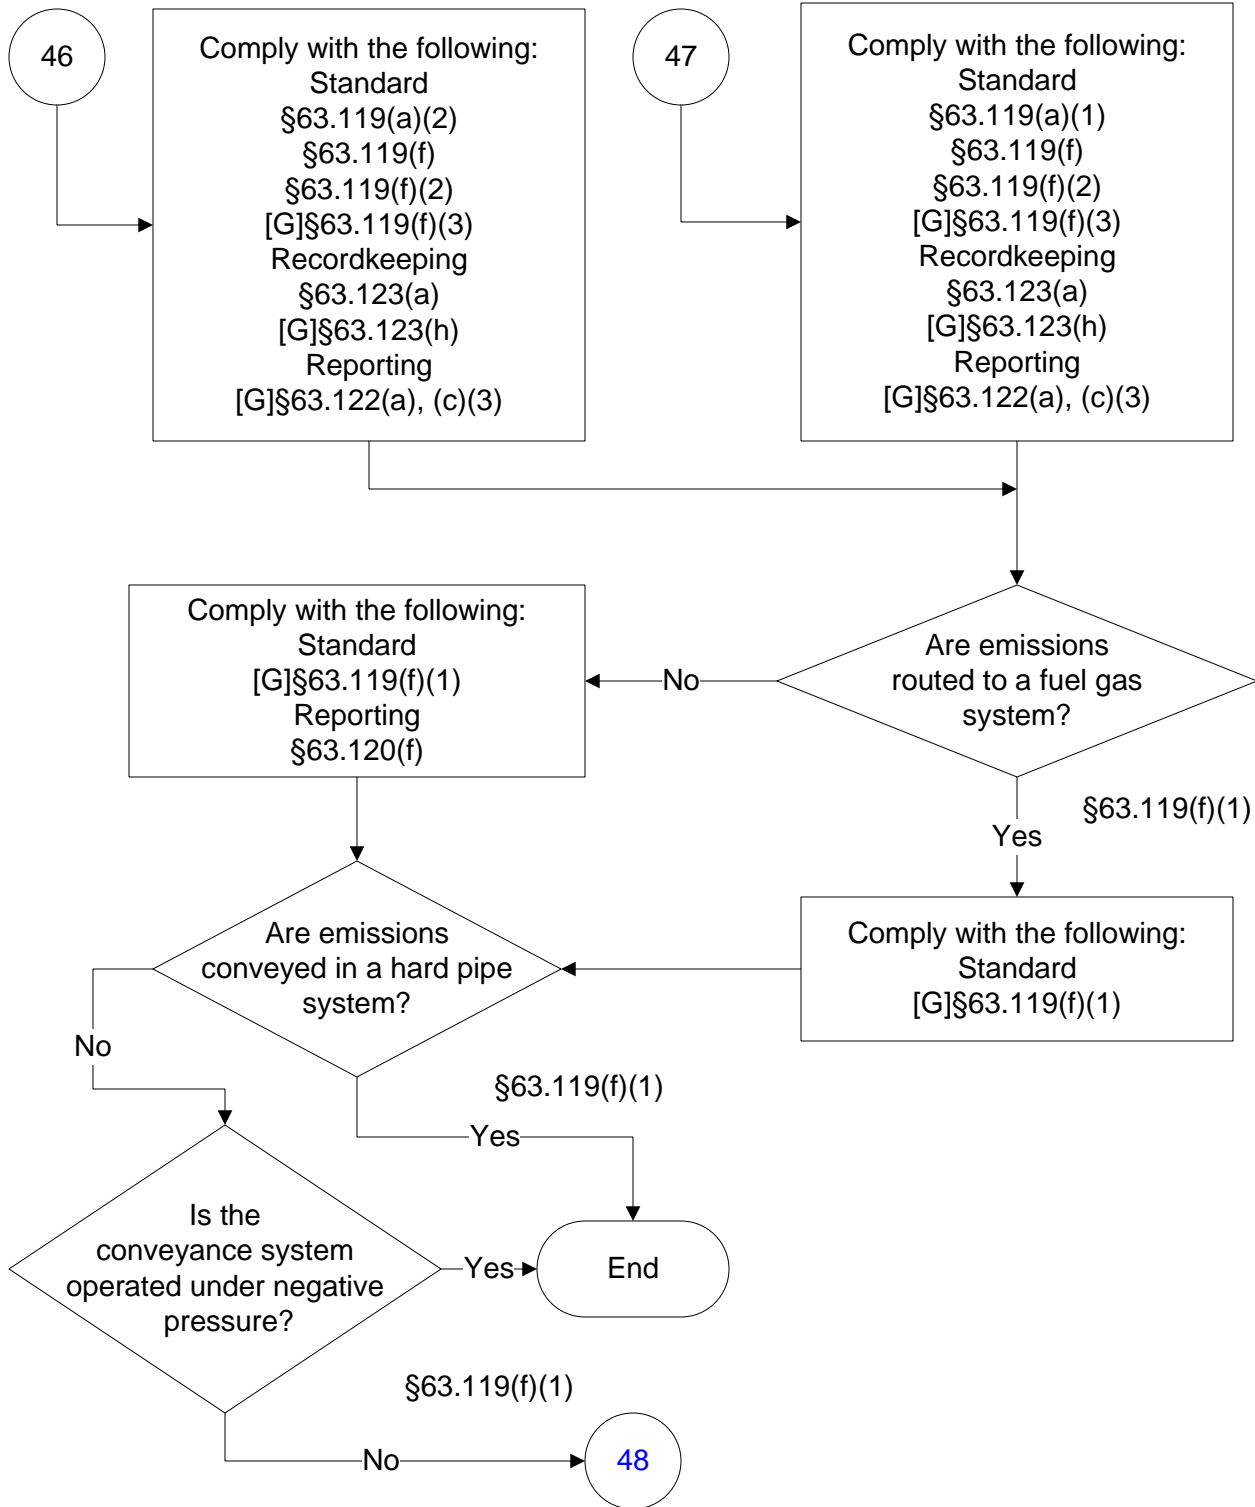 46
Comply with the following:
Standard
§63.119(a)(2)
§63.119(f)
§63.119(f)(2)
[G]§63.119(f)(3)
Recordkeeping
§63.123(a)
[G]§63.123(h)
Reporting
[G]§63.122(a), (c)(3)
47
Comply with the following:
Standard
§63.119(a)(1)
§63.119(f)
§63.119(f)(2)
[G]§63.119(f)(3)
Recordkeeping
§63.123(a)
[G]§63.123(h)
Reporting
[G]§63.122(a), (c)(3)
Are emissions
routed to a fuel gas
system?
No
Comply with the following:
Standard
[G]§63.119(f)(1)
Reporting
§63.120(f)
§63.119(f)(1)
Yes
Comply with the following:
Standard
[G]§63.119(f)(1)
Are emissions
conveyed in a hard pipe
system?
No
§63.119(f)(1)
Yes
Is the
conveyance system
operated under negative
pressure?
Yes
End
§63.119(f)(1)
No
48